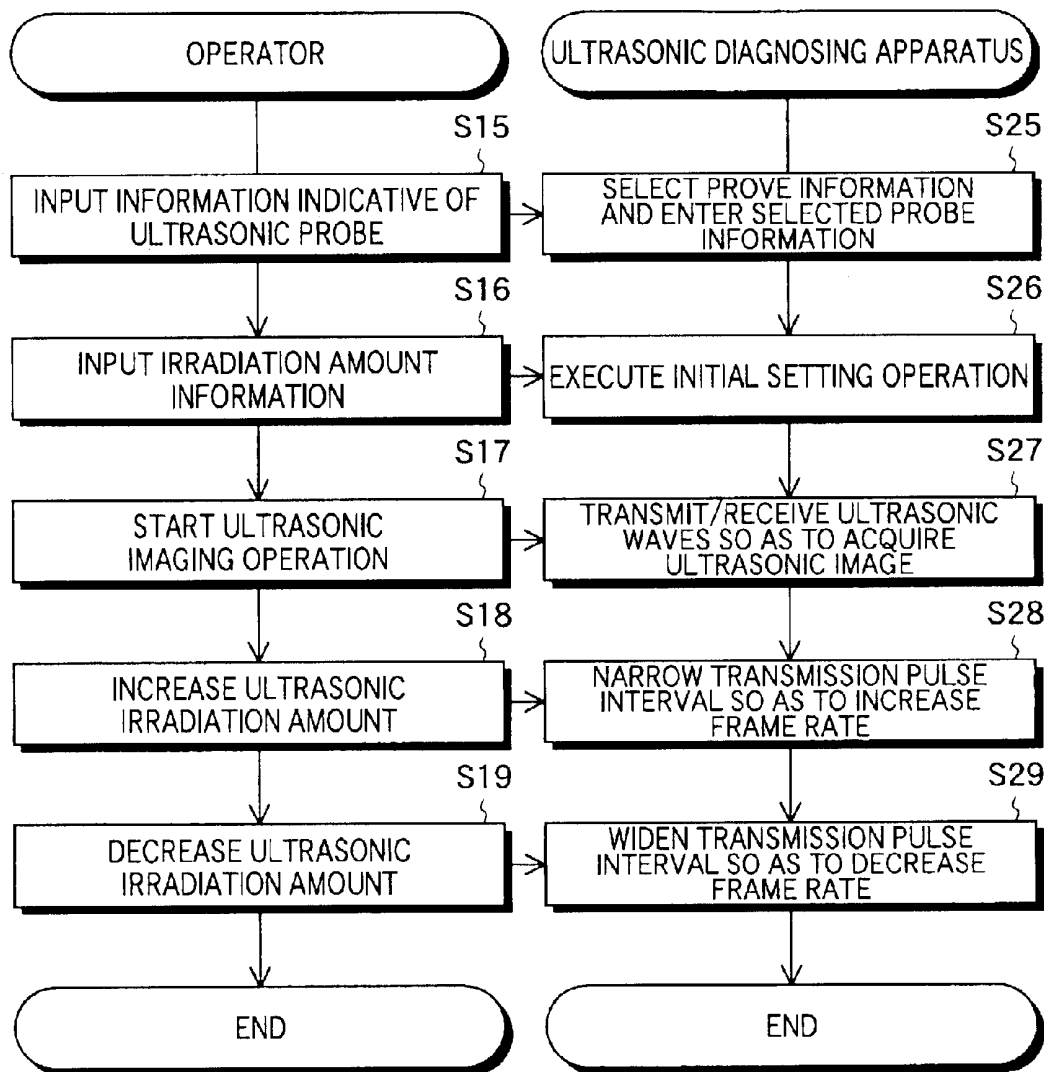 OPERATOR
ULTRASONIC DIAGNOSING APPARATUS
S15
S25
INPUT INFORMATION INDICATIVE OF
ULTRASONIC PROBE
SELECT PROVE INFORMATION
AND ENTER SELECTED PROBE
INFORMATION
S16
S26
INPUT IRRADIATION AMOUNT
INFORMATION
EXECUTE INITIAL SETTING OPERATION
S17
S27
START ULTRASONIC
IMAGING OPERATION
TRANSMIT/RECEIVE ULTRASONIC
WAVES SO AS TO ACQUIRE
ULTRASONIC IMAGE
S18
S28
INCREASE ULTRASONIC
IRRADIATION AMOUNT
NARROW TRANSMISSION PULSE
INTERVAL SO AS TO INCREASE
FRAME RATE
S19
S29
DECREASE ULTRASONIC
IRRADIATION AMOUNT
WIDEN TRANSMISSION PULSE
INTERVAL SO AS TO DECREASE
FRAME RATE
END
END